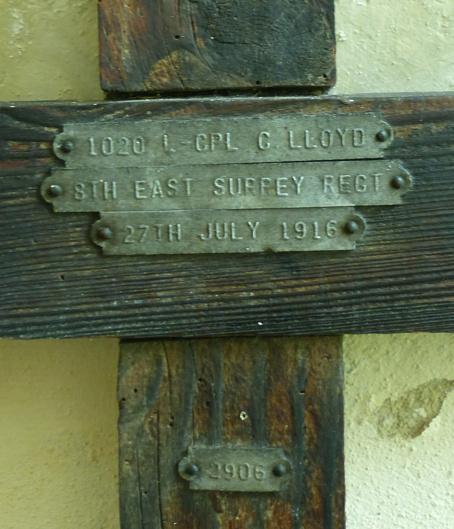 1020 L-CPL C. LLOYD
8TH EAST SURREY REGT
27TH JULY 1916
2906